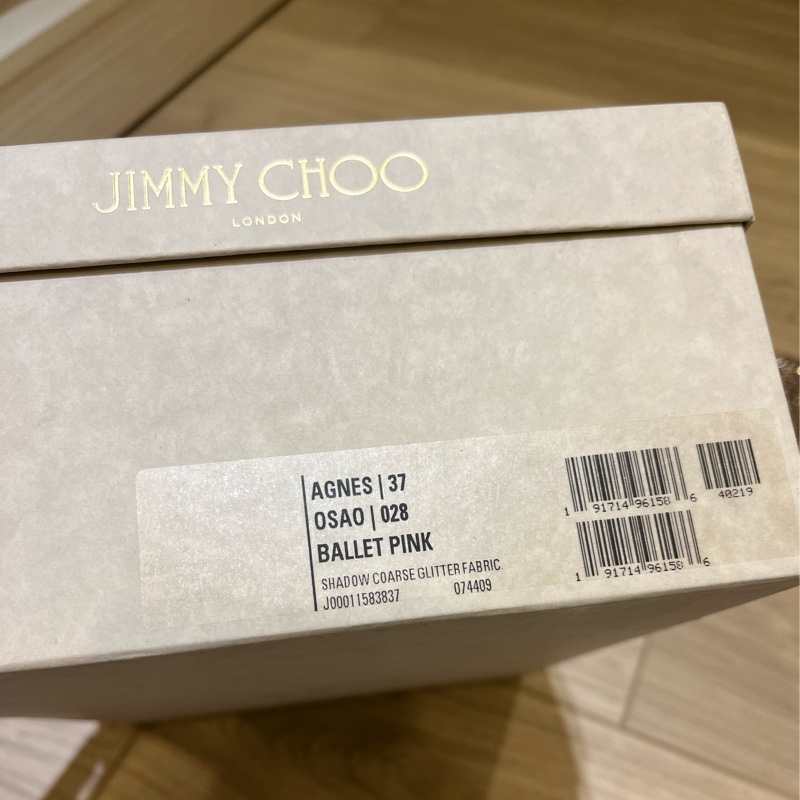 JIMMY CHOO
LONDON
AGNES | 37
OSAO | 028
BALLET PINK
SHADOW COARSE GLITTER FABRIC
J00011583837 074409
1 91714 96158 6
40219
1 91714 96158 6